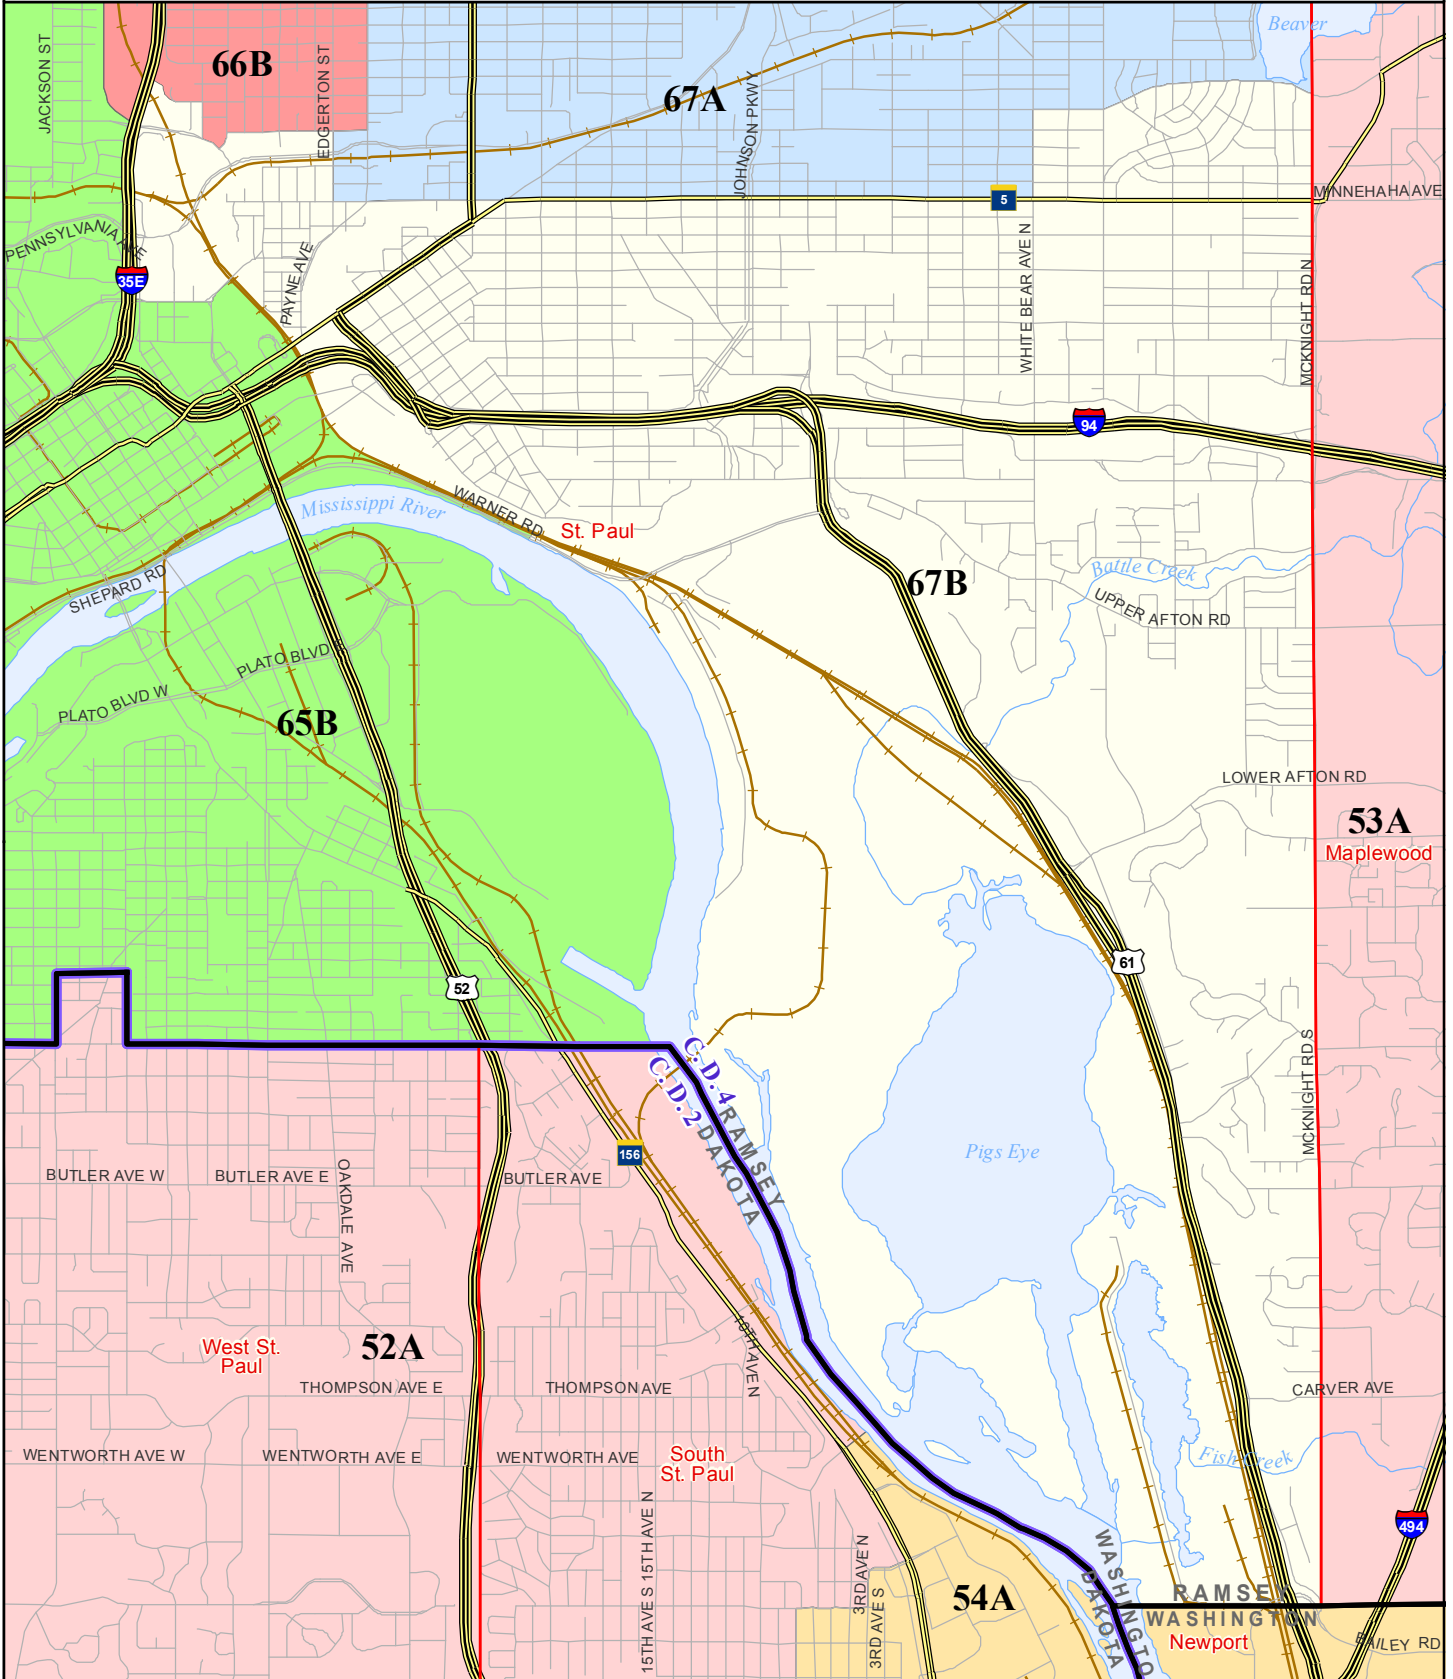 Beaver
JACKSON ST
66B
EDGERTON ST
67A
JOHNSON PKWY
5
MINNEHAHA AVE
PENNSYLVANIA AVE
35E
PAYNE AVE
WHITE BEAR AVE N
MCKNIGHT RD N
94
Mississippi River
WARNER RD
St. Paul
67B
Battle Creek
UPPER AFTON RD
SHEPARD RD
PLATO BLVD E
PLATO BLVD W
65B
LOWER AFTON RD
53A
Maplewood
61
52
C. D. 4
C. D. 2
RAMSEY
DAKOTA
MCKNIGHT RD S
156
Pigs Eye
BUTLER AVE W
BUTLER AVE E
BUTLER AVE
OAKDALE AVE
West St.
Paul
52A
10TH AVE N
THOMPSON AVE E
THOMPSON AVE
CARVER AVE
WENTWORTH AVE W
WENTWORTH AVE E
WENTWORTH AVE
South
St. Paul
Fish Creek
494
15TH AVE N
15TH AVE S
3RD AVE N
3RD AVE S
54A
WASHINGTO
DAKOTA
RAMSEY
WASHINGTON
Newport
BAILEY RD